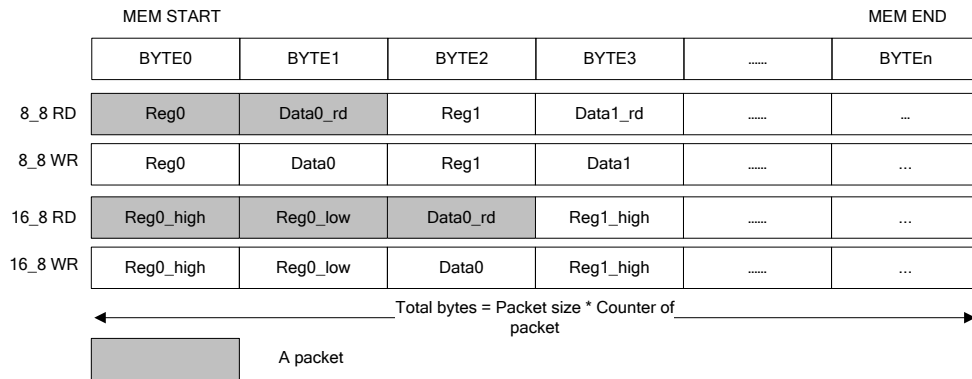 MEM START MEM END
BYTE0 BYTE1 BYTE2 BYTE3 ...... BYTEn
8_8 RD Reg0 Data0_rd Reg1 Data1_rd ...... ...
8_8 WR Reg0 Data0 Reg1 Data1 ...... ...
16_8 RD Reg0_high Reg0_low Data0_rd Reg1_high ...... ...
16_8 WR Reg0_high Reg0_low Data0 Reg1_high ...... ...
Total bytes = Packet size * Counter of
packet
A packet